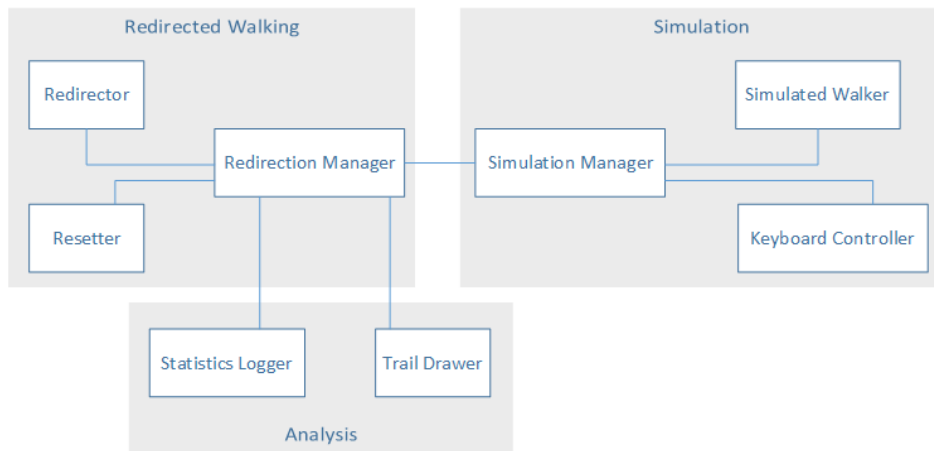 Redirected Walking
Simulation
Redirector
Simulated Walker
Redirection Manager
Simulation Manager
Resetter
Keyboard Controller
Statistics Logger
Trail Drawer
Analysis